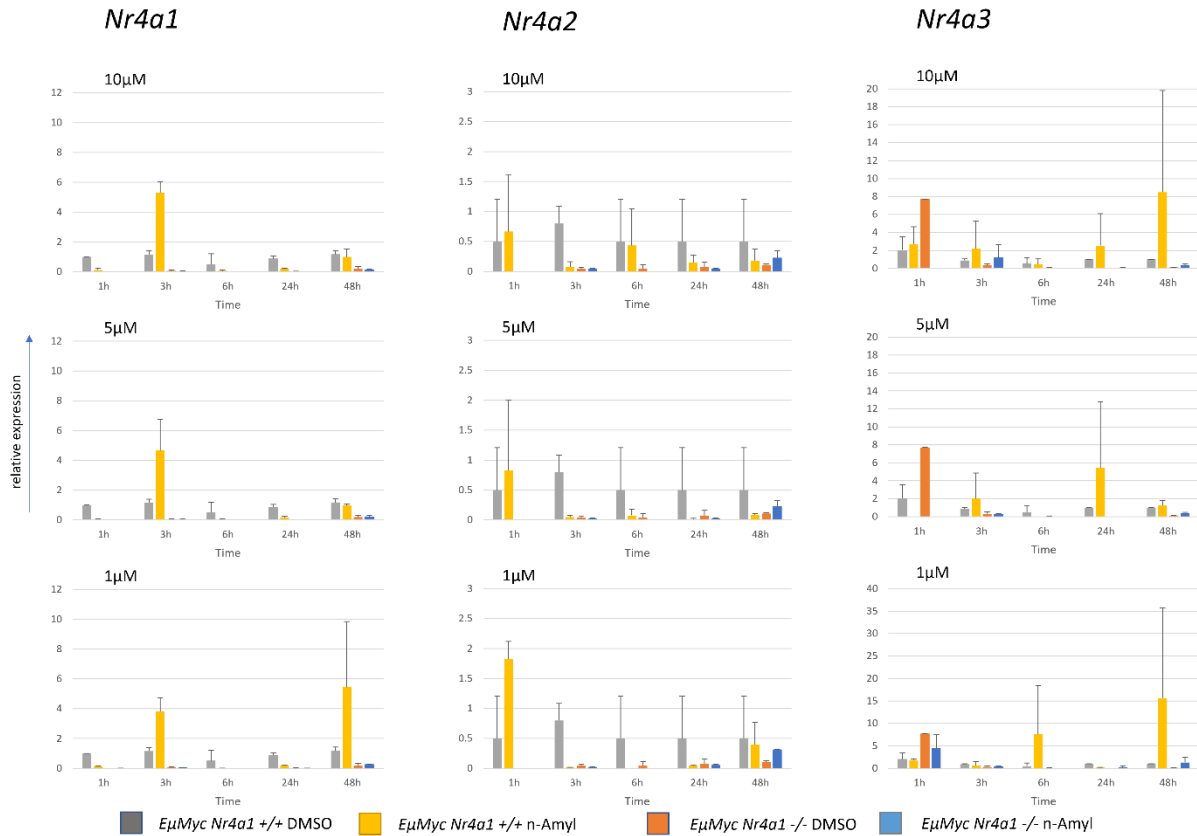 Nr4a1
Nr4a2
Nr4a3
10µM
12
10
8
6
4
2
0
1h 3h 6h 24h 48h
Time
10µM
3
2.5
2
1.5
1
0.5
0
1h 3h 6h 24h 48h
Time
10µM
20
18
16
14
12
10
8
6
4
2
0
1h 3h 6h 24h 48h
Time
relative expression
5µM
12
10
8
6
4
2
0
1h 3h 6h 24h 48h
Time
5µM
3
2.5
2
1.5
1
0.5
0
1h 3h 6h 24h 48h
Time
5µM
20
18
16
14
12
10
8
6
4
2
0
1h 3h 6h 24h 48h
Time
1µM
12
10
8
6
4
2
0
1h 3h 6h 24h 48h
Time
1µM
3
2.5
2
1.5
1
0.5
0
1h 3h 6h 24h 48h
Time
1µM
40
35
30
25
20
15
10
5
0
1h 3h 6h 24h 48h
Time
EµMyc Nr4a1 +/+ DMSO
EµMyc Nr4a1 +/+ n-Amyl
EµMyc Nr4a1 -/- DMSO
EµMyc Nr4a1 -/- n-Amyl